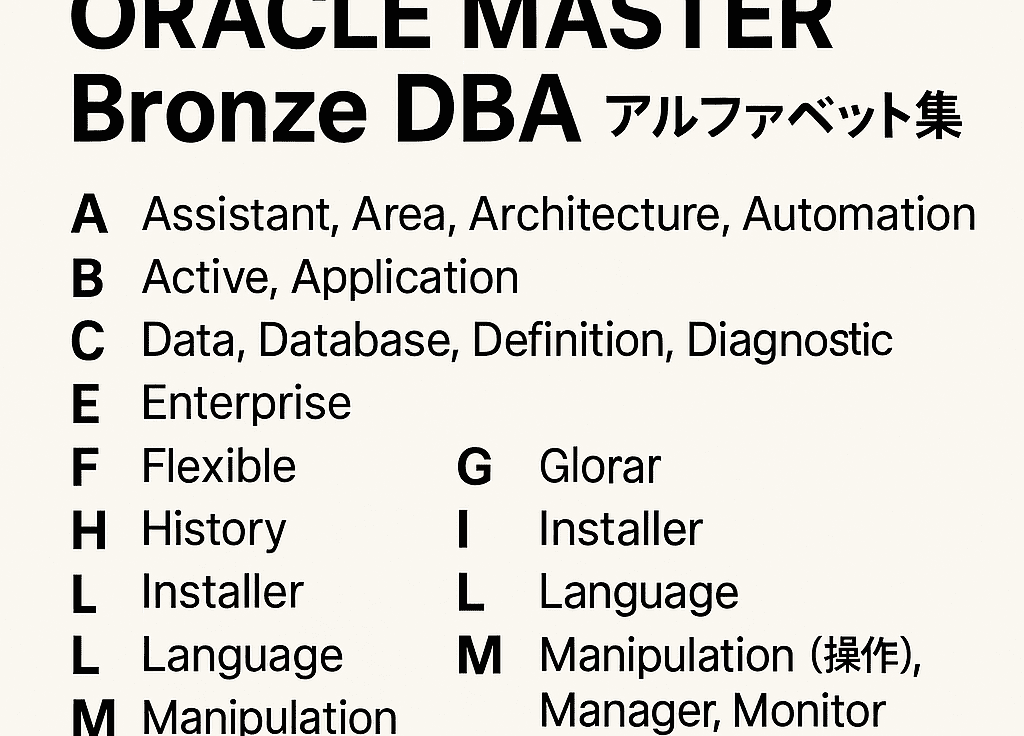 ORACLE MASTER
Bronze DBA アルファベット集
A Assistant, Area, Architecture, Automation
B Active, Application
C Data, Database, Definition, Diagnostic
E Enterprise
F Flexible G Glorar
H History I Installer
L Installer L Language
L Language M Manipulation (操作),
M Manipulation Manager, Monitor